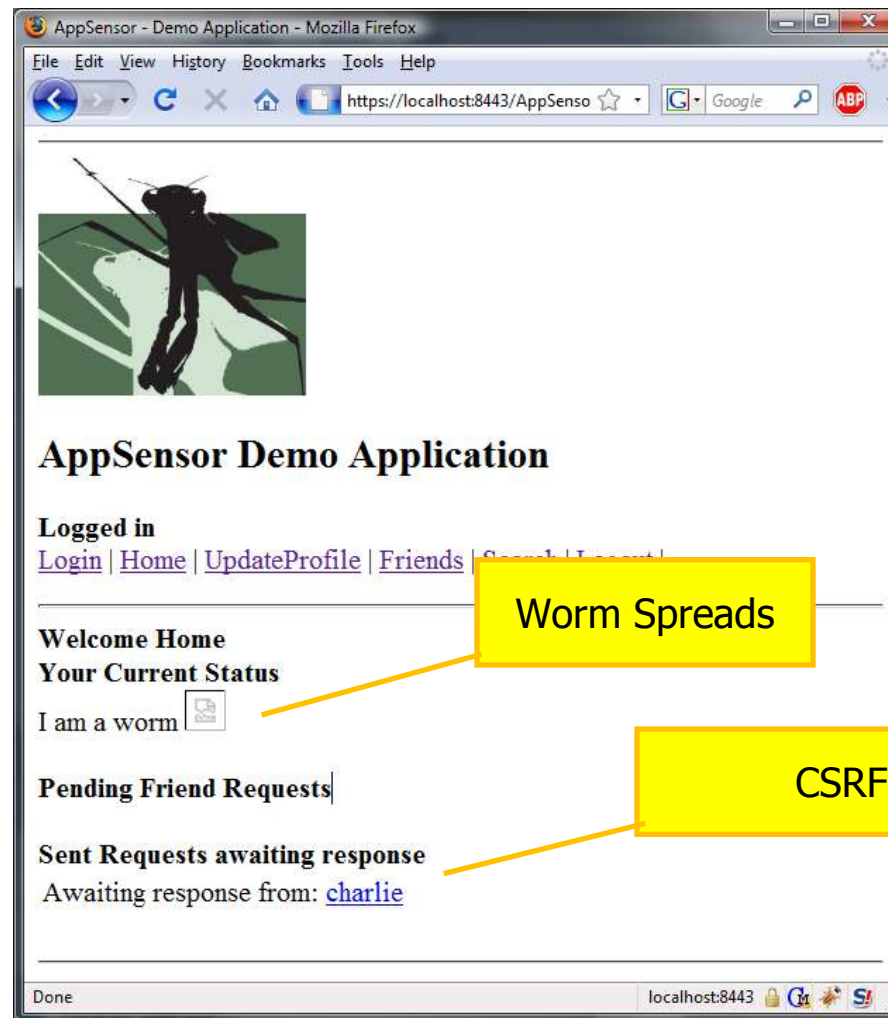 AppSensor - Demo Application - Mozilla Firefox
File Edit View History Bookmarks Tools Help
https://localhost:8443/AppSenso
G Google
ABP
AppSensor Demo Application
Logged in
Login | Home | UpdateProfile | Friends | Search | Logout |
Worm Spreads
Welcome Home
Your Current Status
I am a worm
CSRF
Pending Friend Requests
Sent Requests awaiting response
Awaiting response from: charlie
Done
localhost:8443